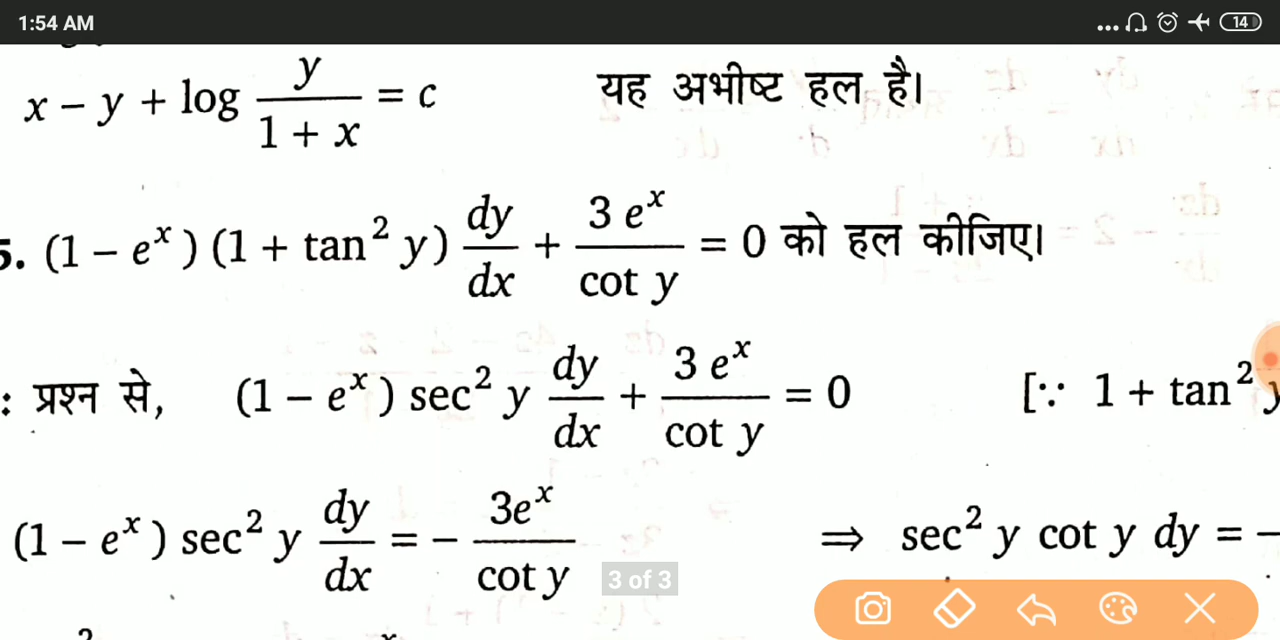 1:54 AM 14
x − y + log y/(1 + x) = c यह अभीष्ट हल है।
5. (1 − e^x) (1 + tan² y) dy/dx + 3 e^x/cot y = 0 को हल कीजिए।
: प्रश्न से, (1 − e^x) sec² y dy/dx + 3 e^x/cot y = 0 [∵ 1 + tan² y
(1 − e^x) sec² y dy/dx = − 3e^x/cot y ⇒ sec² y cot y dy = −
3 of 3